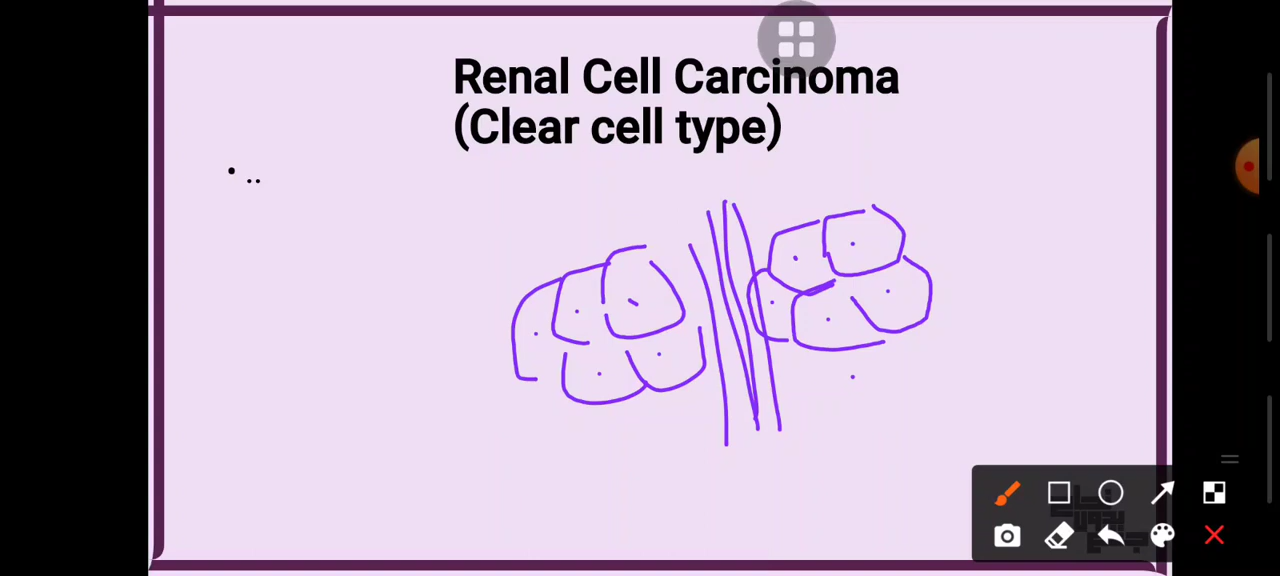 Renal Cell Carcinoma
(Clear cell type)
• ..